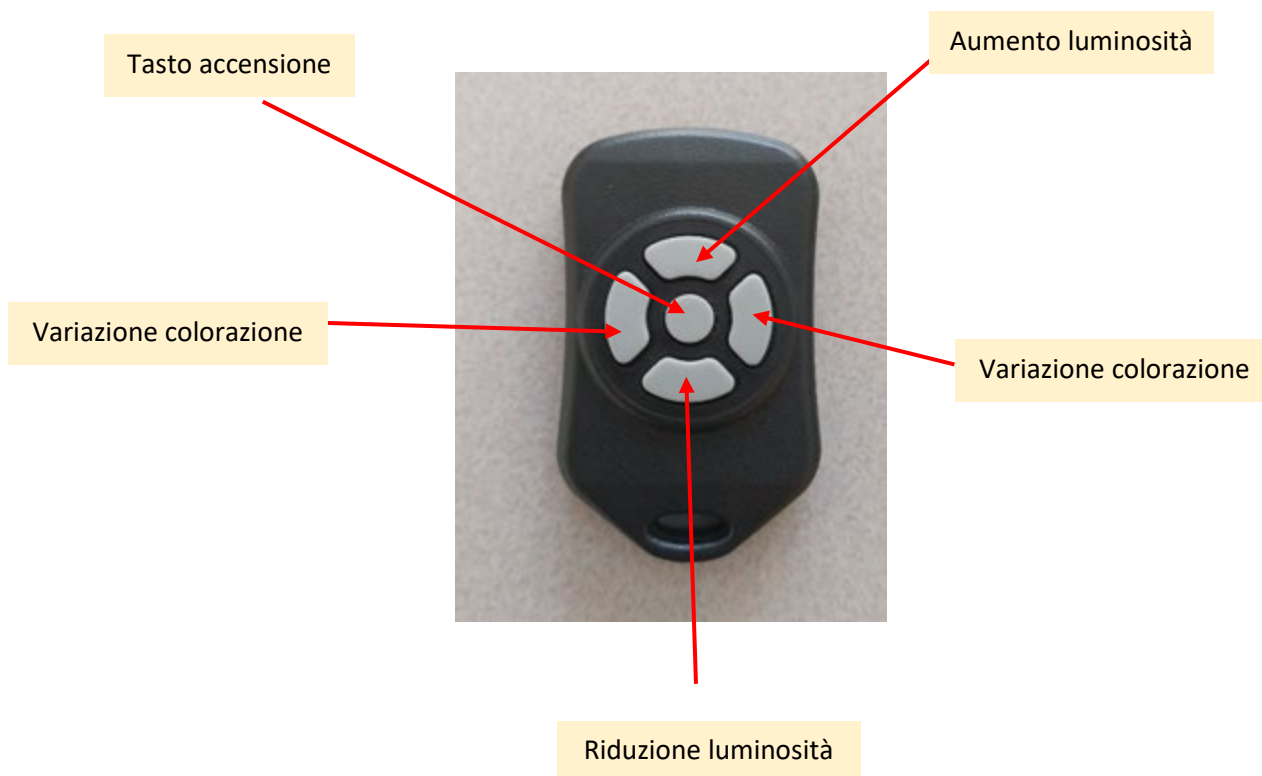 Aumento luminosità
Tasto accensione
Variazione colorazione
Variazione colorazione
Riduzione luminosità